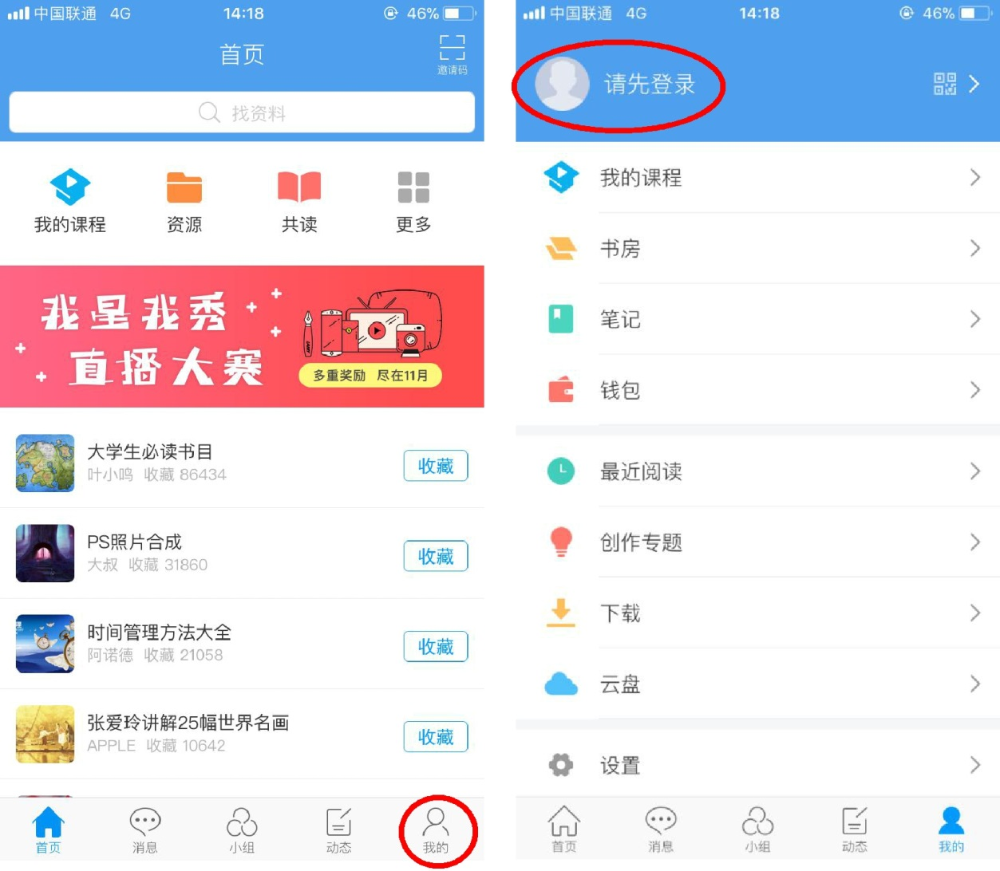 中国联通 4G 14:18 46%
首页
邀请码
找资料
我的课程 资源 共读 更多
我是我秀
直播大赛
多重奖励 尽在11月
大学生必读书目
叶小鸣 收藏 86434
收藏
PS照片合成
大叔 收藏 31860
收藏
时间管理方法大全
阿诺德 收藏 21058
收藏
张爱玲讲解25幅世界名画
APPLE 收藏 10642
收藏
首页 消息 小组 动态 我的
中国联通 4G 14:18 46%
请先登录
我的课程
书房
笔记
钱包
最近阅读
创作专题
下载
云盘
设置
首页 消息 小组 动态 我的